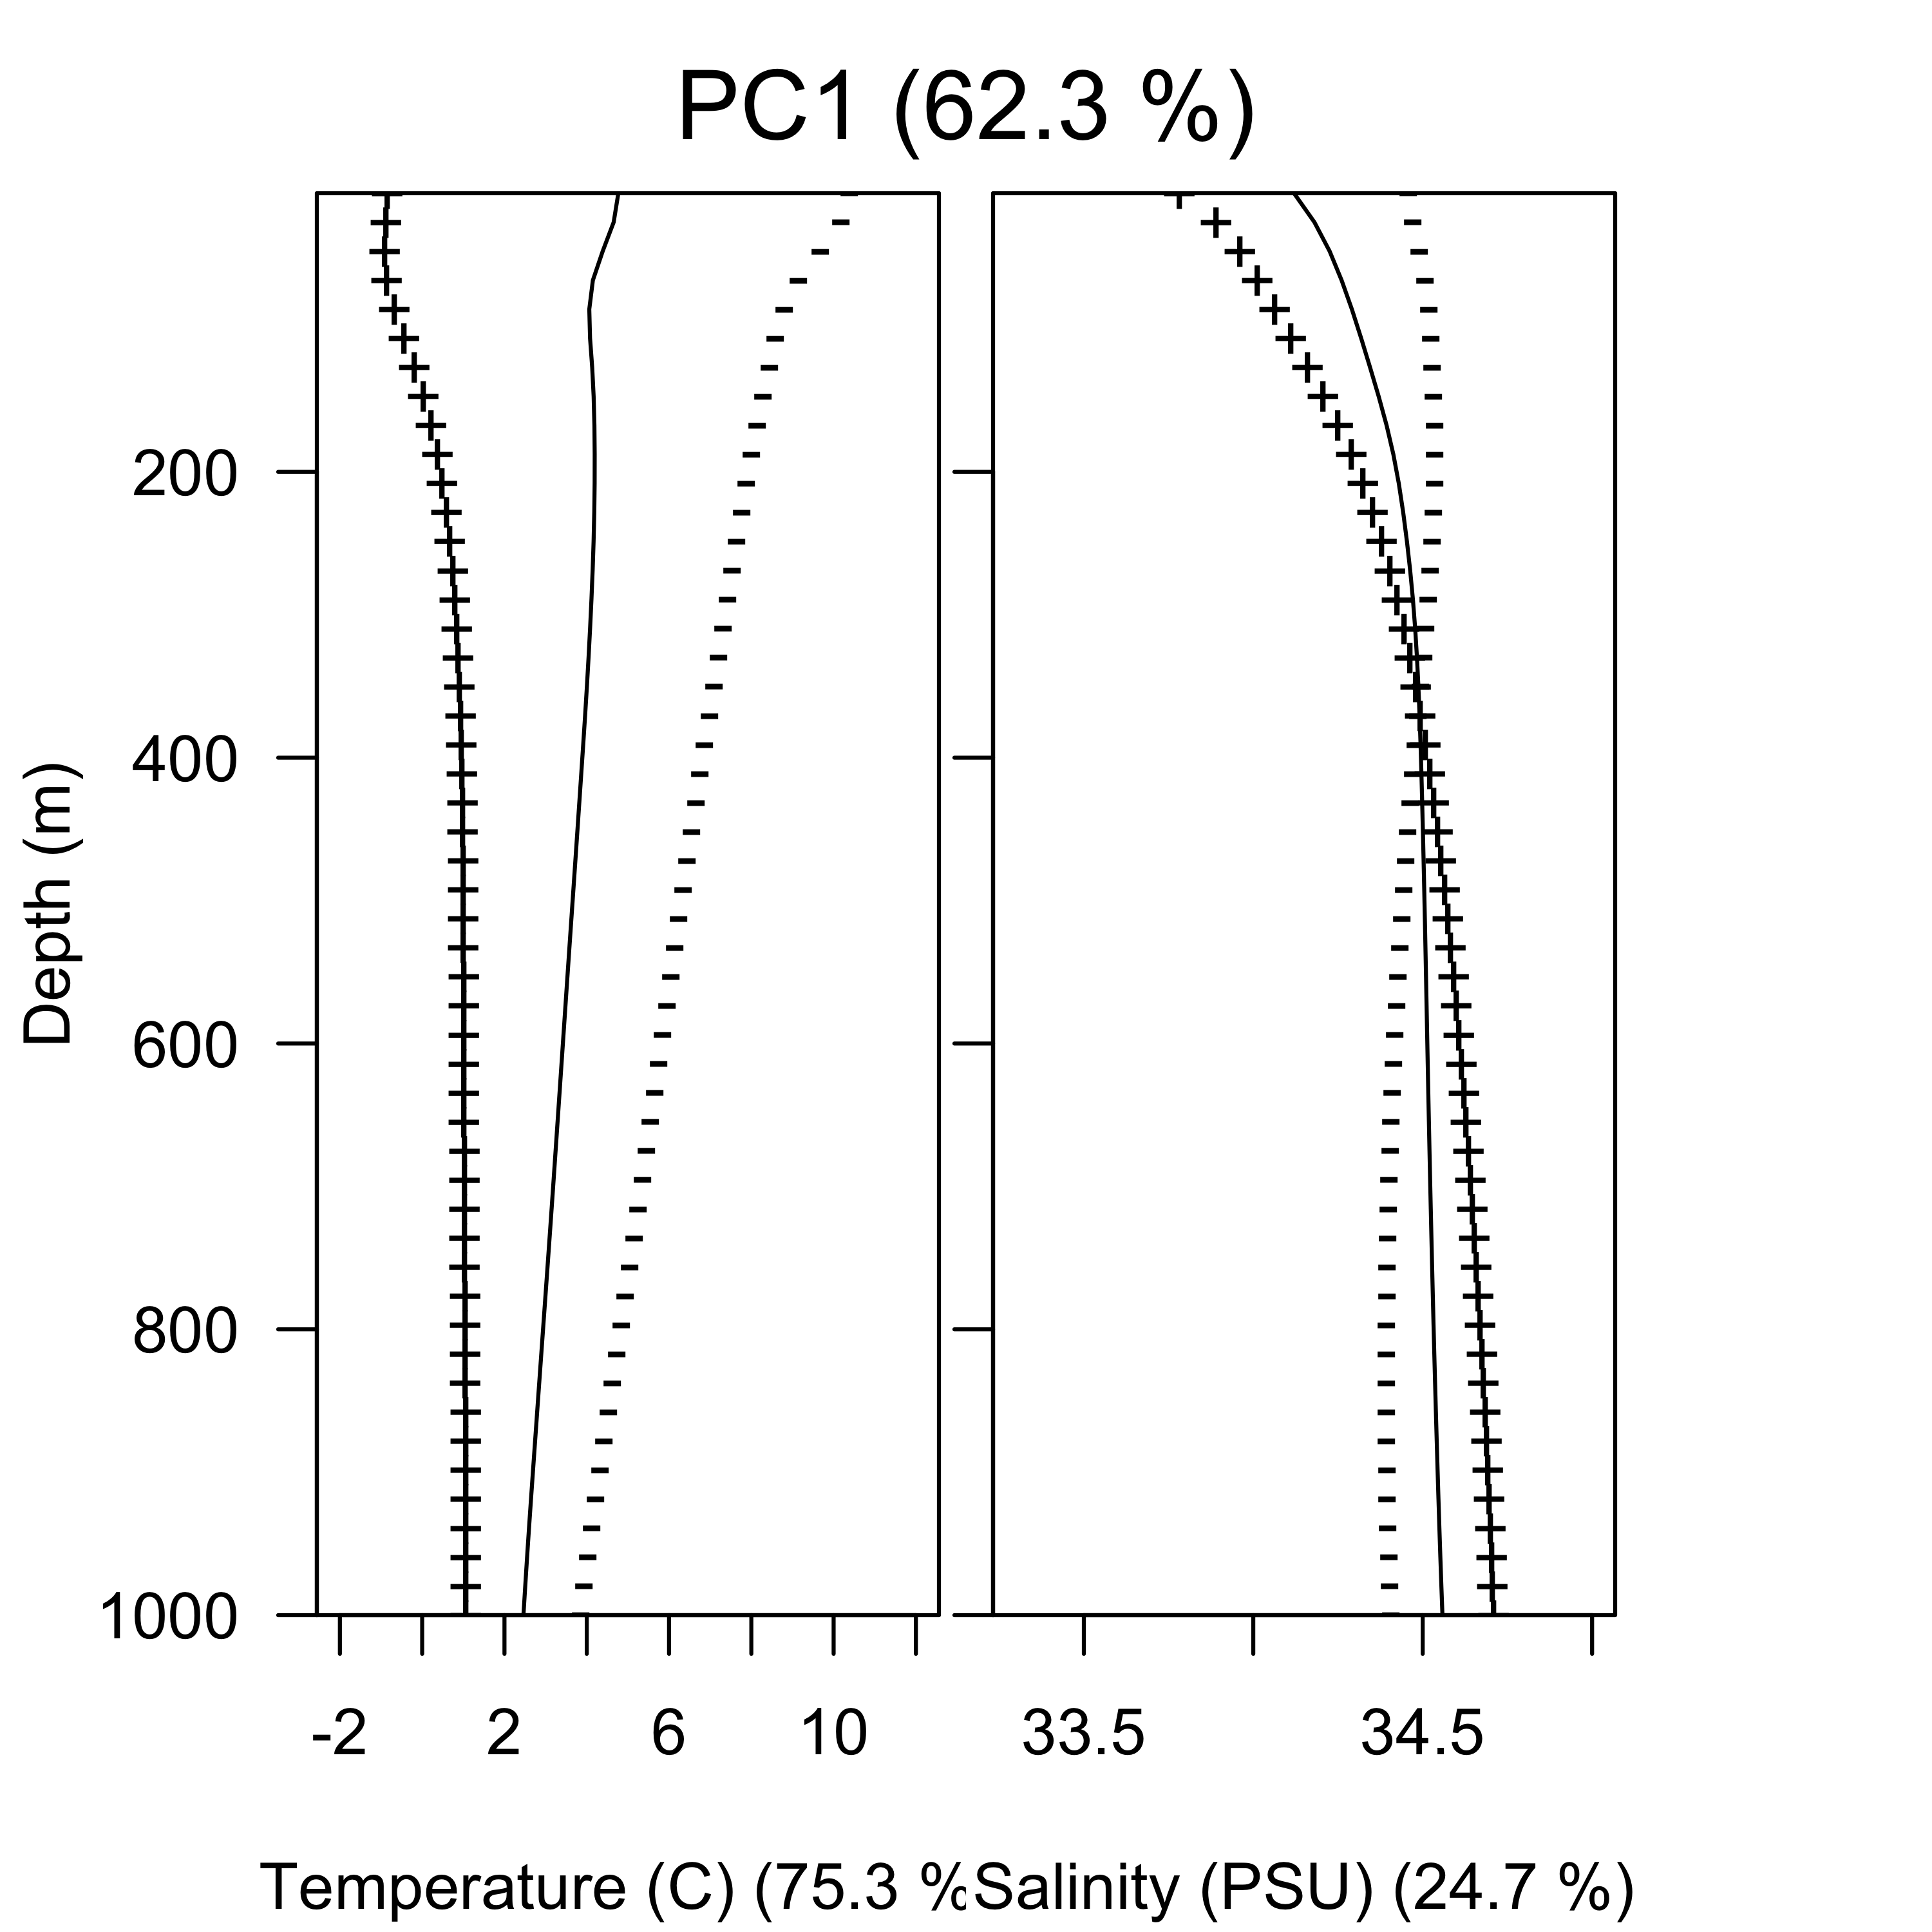 PC1 (62.3 %)
Depth (m)
200
400
600
800
1000
-2 2 6 10
33.5 34.5
Temperature (C) (75.3 %
Salinity (PSU) (24.7 %)